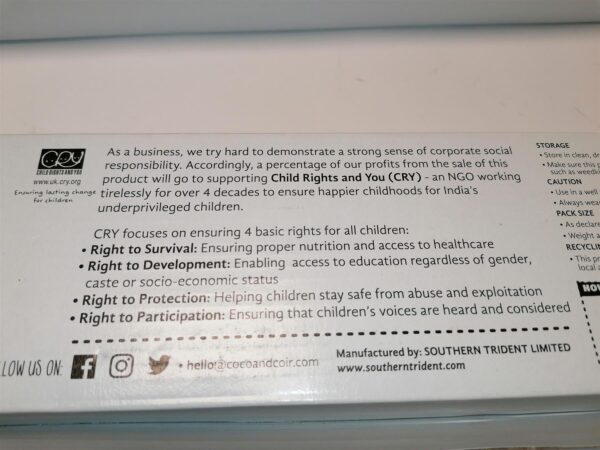 CRY
CHILD RIGHTS AND YOU
www.uk.cry.org
Ensuring lasting change
for children
As a business, we try hard to demonstrate a strong sense of corporate social
responsibility. Accordingly, a percentage of our profits from the sale of this
product will go to supporting Child Rights and You (CRY) - an NGO working
tirelessly for over 4 decades to ensure happier childhoods for India's
underprivileged children.
CRY focuses on ensuring 4 basic rights for all children:
• Right to Survival: Ensuring proper nutrition and access to healthcare
• Right to Development: Enabling access to education regardless of gender,
caste or socio-economic status
• Right to Protection: Helping children stay safe from abuse and exploitation
• Right to Participation: Ensuring that children's voices are heard and considered
LOW US ON:
• hello@cocoandcoir.com
Manufactured by: SOUTHERN TRIDENT LIMITED
www.southerntrident.com
STORAGE
• Store in clean, dr
• Make sure this p
such as weedki
CAUTION
• Use in a well
• Always wea
PACK SIZE
• As declare
• Weight a
RECYCLIN
• This pr
local a
HOW